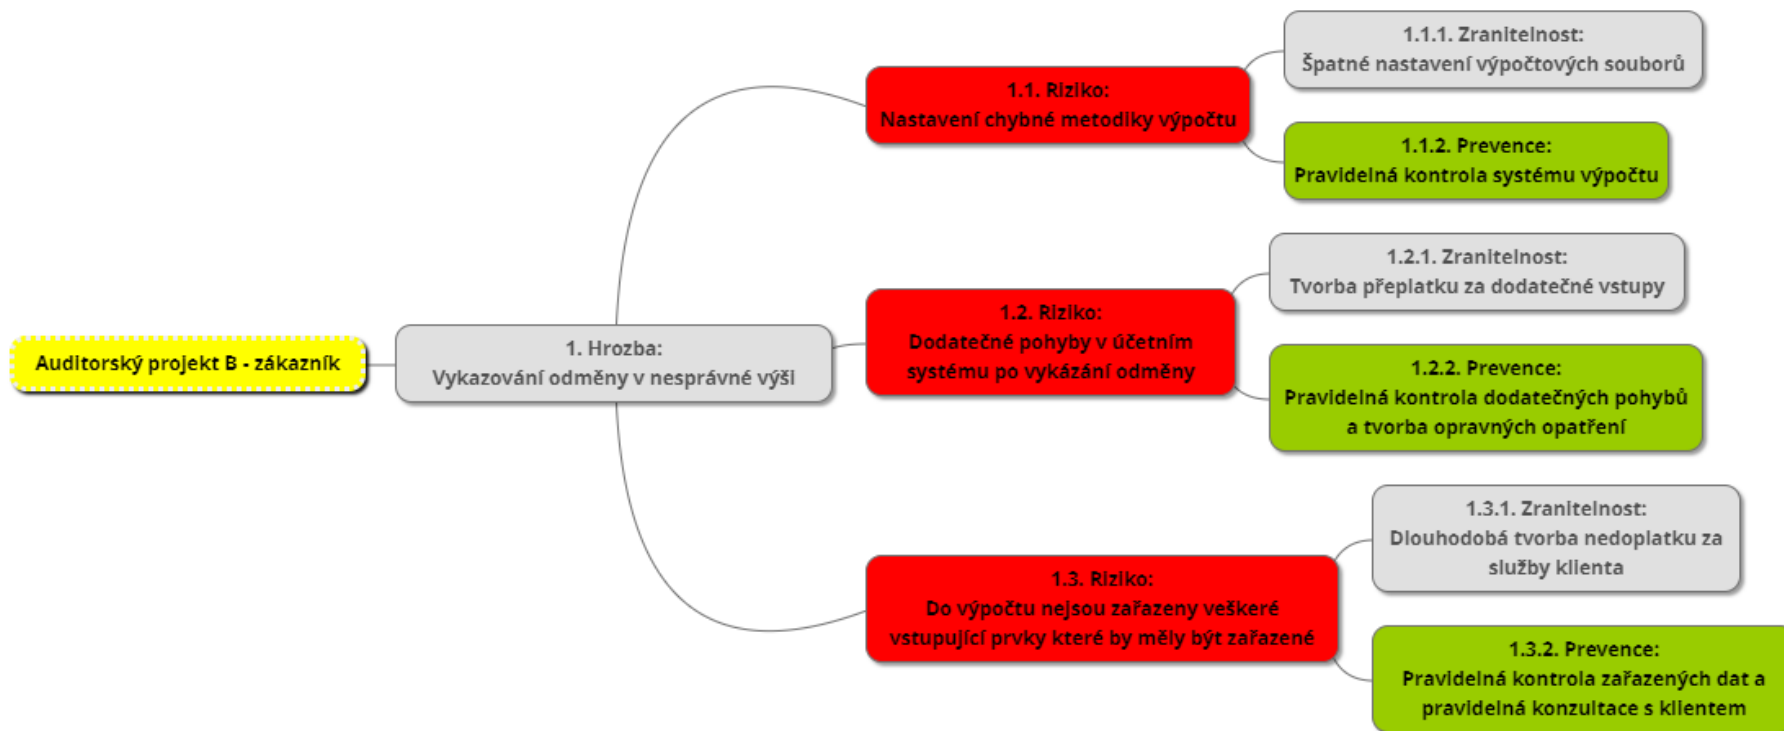 Auditorský projekt B - zákazník
1. Hrozba:
Vykazování odměny v nesprávné výši
1.1. Riziko:
Nastavení chybné metodiky výpočtu
1.1.1. Zranitelnost:
Špatné nastavení výpočtových souborů
1.1.2. Prevence:
Pravidelná kontrola systému výpočtu
1.2. Riziko:
Dodatečné pohyby v účetním
systému po vykázání odměny
1.2.1. Zranitelnost:
Tvorba přeplatku za dodatečné vstupy
1.2.2. Prevence:
Pravidelná kontrola dodatečných pohybů
a tvorba opravných opatření
1.3. Riziko:
Do výpočtu nejsou zařazeny veškeré
vstupující prvky které by měly být zařazené
1.3.1. Zranitelnost:
Dlouhodobá tvorba nedoplatku za
služby klienta
1.3.2. Prevence:
Pravidelná kontrola zařazených dat a
pravidelná konzultace s klientem